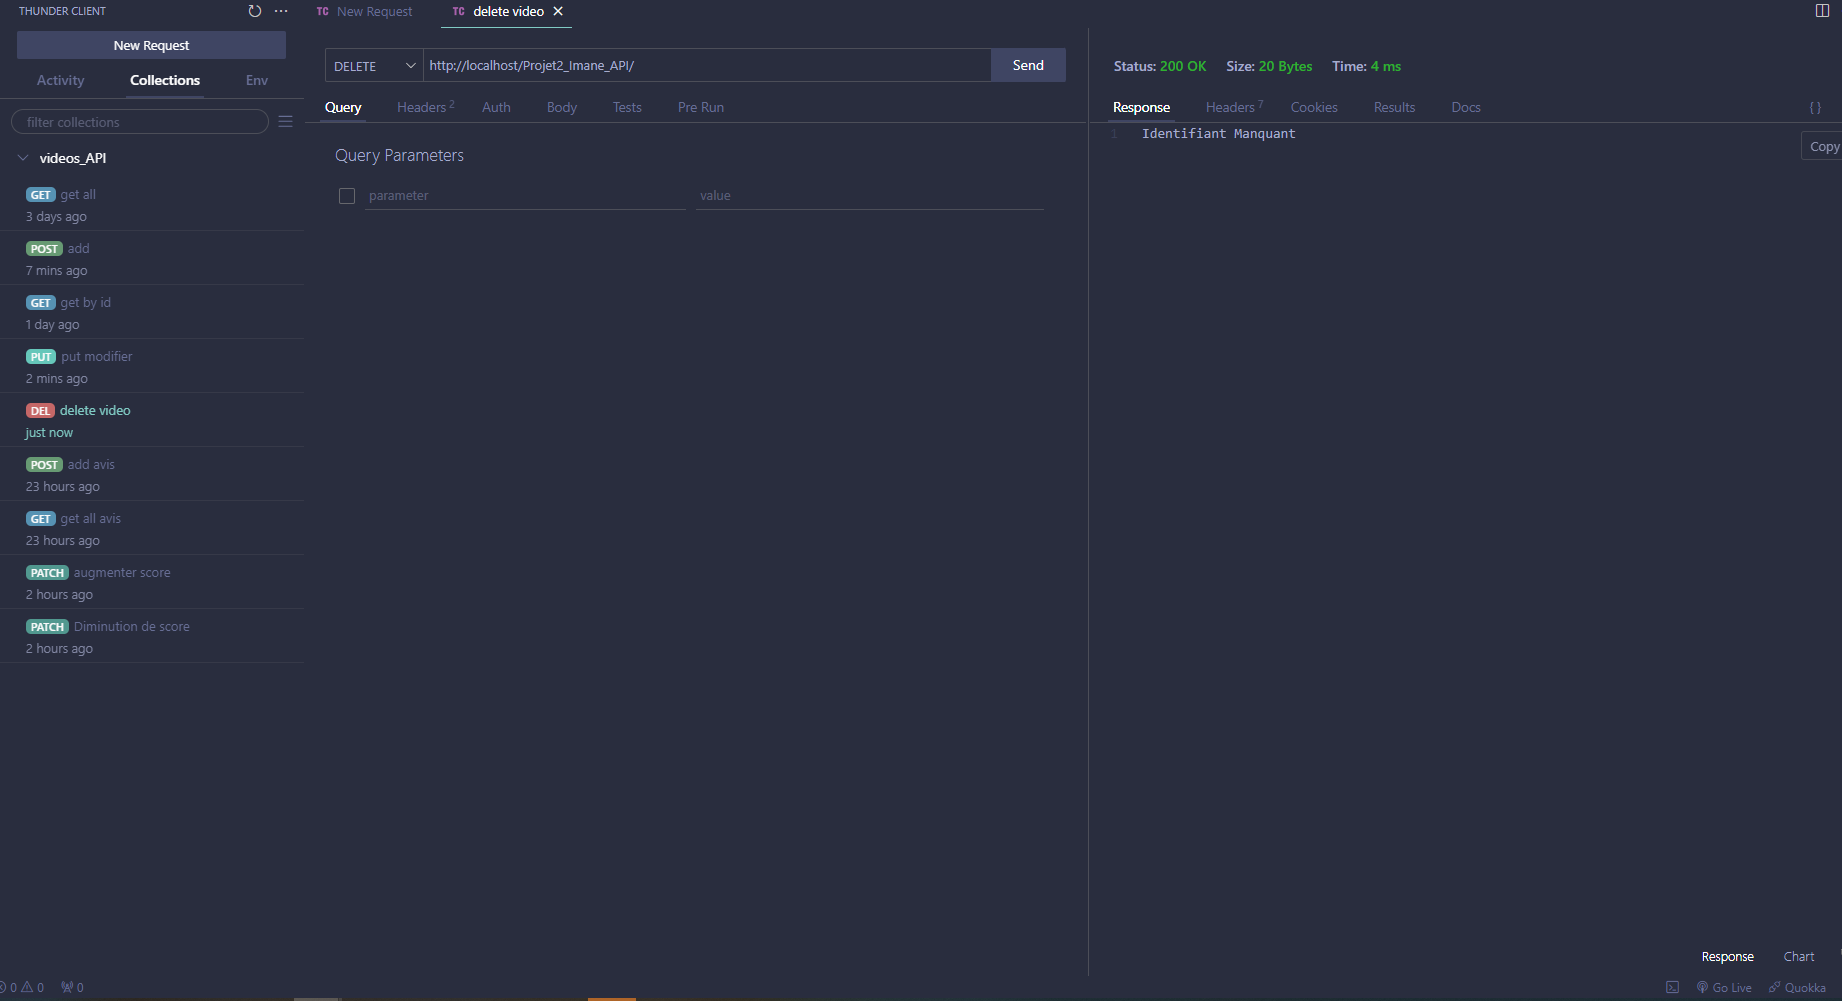 THUNDER CLIENT
New Request
Activity Collections Env
filter collections
videos_API
GET get all
3 days ago
POST add
7 mins ago
GET get by id
1 day ago
PUT put modifier
2 mins ago
DEL delete video
just now
POST add avis
23 hours ago
GET get all avis
23 hours ago
PATCH augmenter score
2 hours ago
PATCH Diminution de score
2 hours ago
TC New Request TC delete video
DELETE http://localhost/Projet2_Imane_API/ Send
Query Headers 2 Auth Body Tests Pre Run
Query Parameters
parameter value
Status: 200 OK Size: 20 Bytes Time: 4 ms
Response Headers 7 Cookies Results Docs { }
1 Identifiant Manquant
Copy
Response Chart
0 0 0 Go Live Quokka